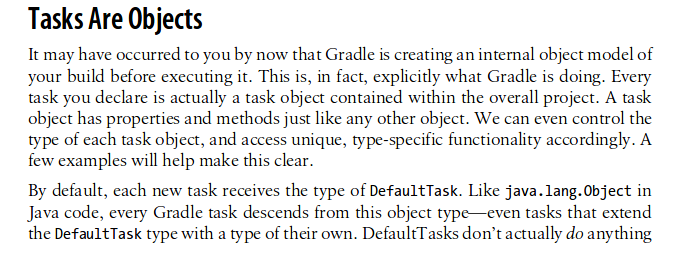 Tasks Are Objects
It may have occurred to you by now that Gradle is creating an internal object model of
your build before executing it. This is, in fact, explicitly what Gradle is doing. Every
task you declare is actually a task object contained within the overall project. A task
object has properties and methods just like any other object. We can even control the
type of each task object, and access unique, type-specific functionality accordingly. A
few examples will help make this clear.
By default, each new task receives the type of DefaultTask. Like java.lang.Object in
Java code, every Gradle task descends from this object type—even tasks that extend
the DefaultTask type with a type of their own. DefaultTasks don’t actually do anything